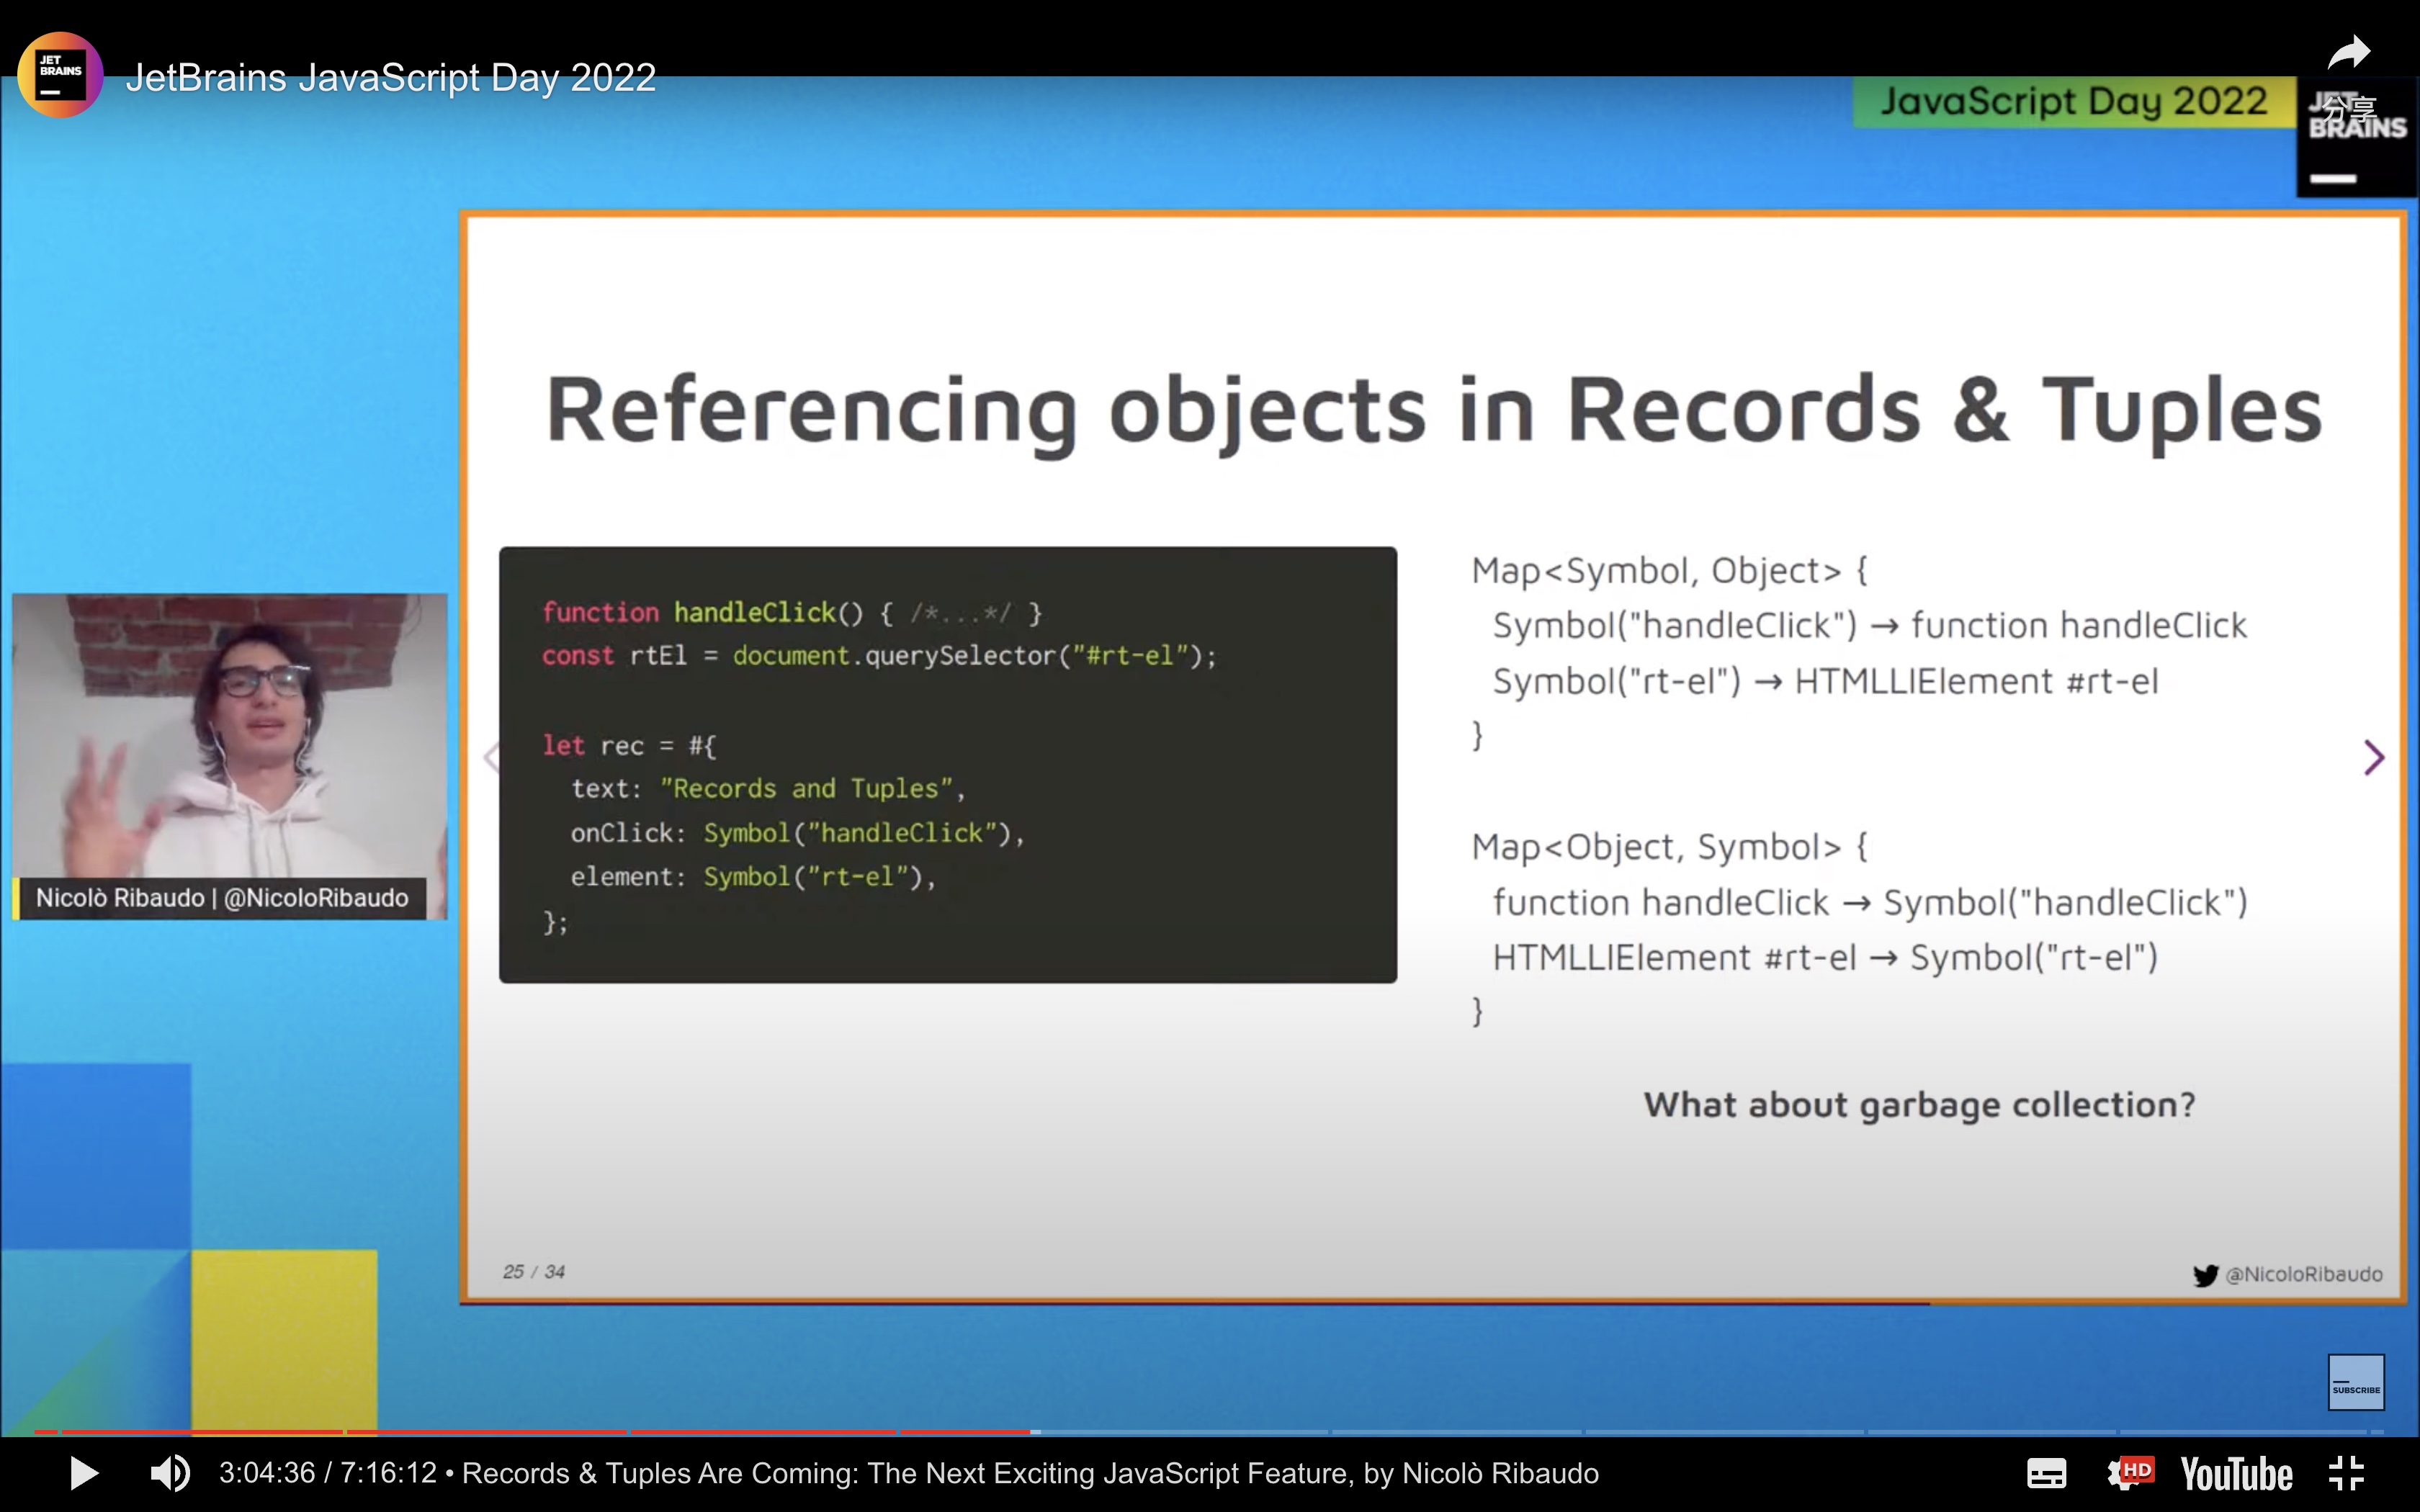 JET
BRAINS
JetBrains JavaScript Day 2022
JavaScript Day 2022
JET
BRAINS
分享
Referencing objects in Records & Tuples
function handleClick() { /*...*/ }
const rtEl = document.querySelector("#rt-el");
let rec = #{
text: "Records and Tuples",
onClick: Symbol("handleClick"),
element: Symbol("rt-el"),
};
Map<Symbol, Object> {
Symbol("handleClick") → function handleClick
Symbol("rt-el") → HTMLLIElement #rt-el
}
Map<Object, Symbol> {
function handleClick → Symbol("handleClick")
HTMLLIElement #rt-el → Symbol("rt-el")
}
What about garbage collection?
Nicolò Ribaudo | @NicoloRibaudo
25 / 34
@NicoloRibaudo
SUBSCRIBE
3:04:36 / 7:16:12 • Records & Tuples Are Coming: The Next Exciting JavaScript Feature, by Nicolò Ribaudo
HD
YouTube